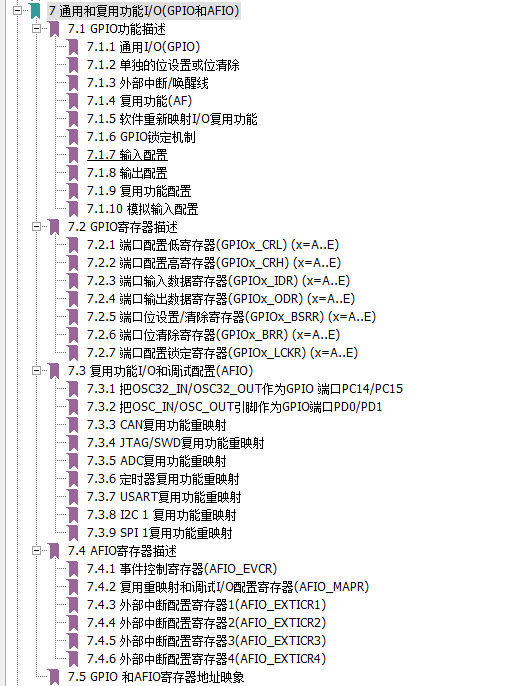 7 通用和复用功能I/O(GPIO和AFIO)
7.1 GPIO功能描述
7.1.1 通用I/O(GPIO)
7.1.2 单独的位设置或位清除
7.1.3 外部中断/唤醒线
7.1.4 复用功能(AF)
7.1.5 软件重新映射I/O复用功能
7.1.6 GPIO锁定机制
7.1.7 输入配置
7.1.8 输出配置
7.1.9 复用功能配置
7.1.10 模拟输入配置
7.2 GPIO寄存器描述
7.2.1 端口配置低寄存器(GPIOx_CRL) (x=A..E)
7.2.2 端口配置高寄存器(GPIOx_CRH) (x=A..E)
7.2.3 端口输入数据寄存器(GPIOx_IDR) (x=A..E)
7.2.4 端口输出数据寄存器(GPIOx_ODR) (x=A..E)
7.2.5 端口位设置/清除寄存器(GPIOx_BSRR) (x=A..E)
7.2.6 端口位清除寄存器(GPIOx_BRR) (x=A..E)
7.2.7 端口配置锁定寄存器(GPIOx_LCKR) (x=A..E)
7.3 复用功能I/O和调试配置(AFIO)
7.3.1 把OSC32_IN/OSC32_OUT作为GPIO 端口PC14/PC15
7.3.2 把OSC_IN/OSC_OUT引脚作为GPIO端口PD0/PD1
7.3.3 CAN复用功能重映射
7.3.4 JTAG/SWD复用功能重映射
7.3.5 ADC复用功能重映射
7.3.6 定时器复用功能重映射
7.3.7 USART复用功能重映射
7.3.8 I2C 1 复用功能重映射
7.3.9 SPI 1复用功能重映射
7.4 AFIO寄存器描述
7.4.1 事件控制寄存器(AFIO_EVCR)
7.4.2 复用重映射和调试I/O配置寄存器(AFIO_MAPR)
7.4.3 外部中断配置寄存器1(AFIO_EXTICR1)
7.4.4 外部中断配置寄存器2(AFIO_EXTICR2)
7.4.5 外部中断配置寄存器3(AFIO_EXTICR3)
7.4.6 外部中断配置寄存器4(AFIO_EXTICR4)
7.5 GPIO 和AFIO寄存器地址映象